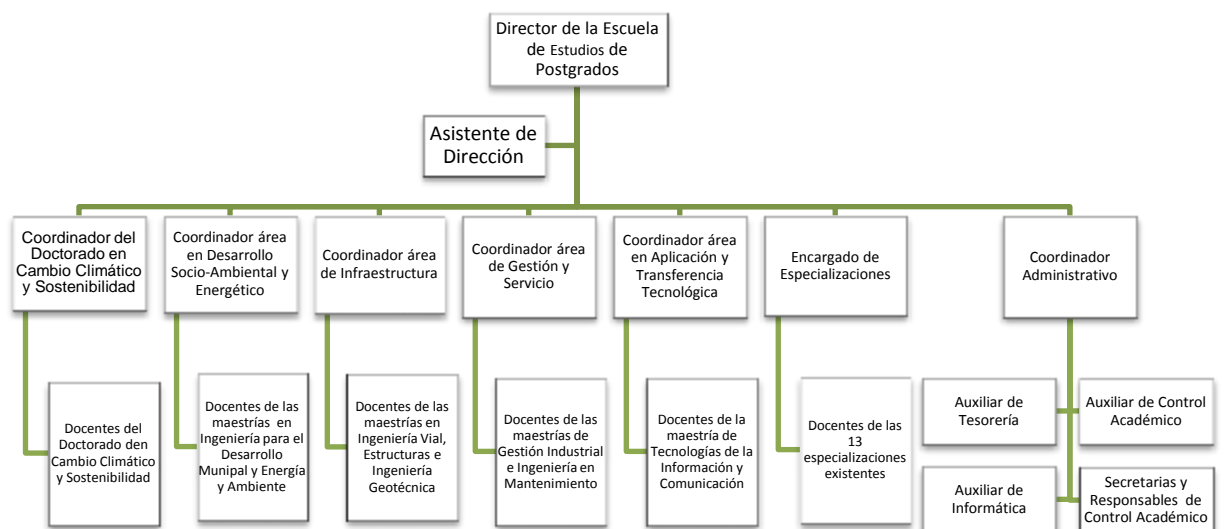 Director de la Escuela
de Estudios de
Postgrados
Asistente de
Dirección
Coordinador del
Doctorado en
Cambio Climático
y Sostenibilidad
Coordinador área
en Desarrollo
Socio-Ambiental y
Energético
Coordinador área
de Infraestructura
Coordinador área
de Gestión y
Servicio
Coordinador área
en Aplicación y
Transferencia
Tecnológica
Encargado de
Especializaciones
Coordinador
Administrativo
Docentes del
Doctorado den
Cambio Climático
y Sostenibilidad
Docentes de las
maestrías en
Ingeniería para el
Desarrollo
Munipal y Energía
y Ambiente
Docentes de las
maestrías en
Ingeniería Vial,
Estructuras e
Ingeniería
Geotécnica
Docentes de las
maestrías de
Gestión Industrial
e Ingeniería en
Mantenimiento
Docentes de la
maestría de
Tecnologías de la
Información y
Comunicación
Docentes de las
13
especializaciones
existentes
Auxiliar de
Tesorería
Auxiliar de Control
Académico
Auxiliar de
Informática
Secretarias y
Responsables de
Control Académico